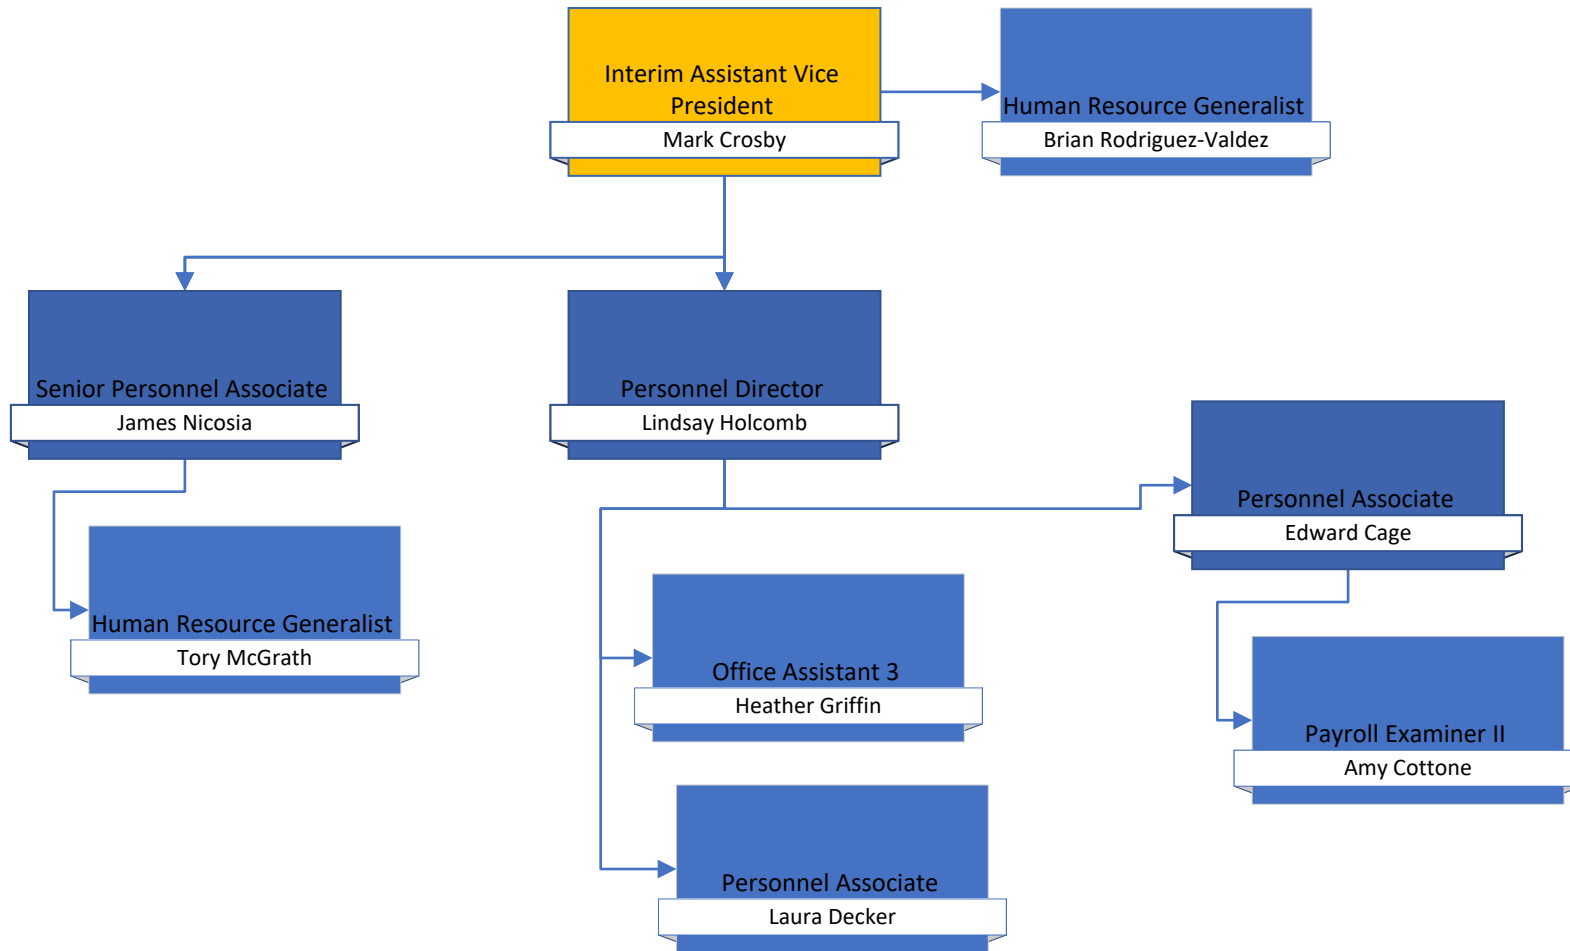 Interim Assistant Vice
President
Mark Crosby
Human Resource Generalist
Brian Rodriguez-Valdez
Senior Personnel Associate
James Nicosia
Personnel Director
Lindsay Holcomb
Personnel Associate
Edward Cage
Human Resource Generalist
Tory McGrath
Office Assistant 3
Heather Griffin
Payroll Examiner II
Amy Cottone
Personnel Associate
Laura Decker